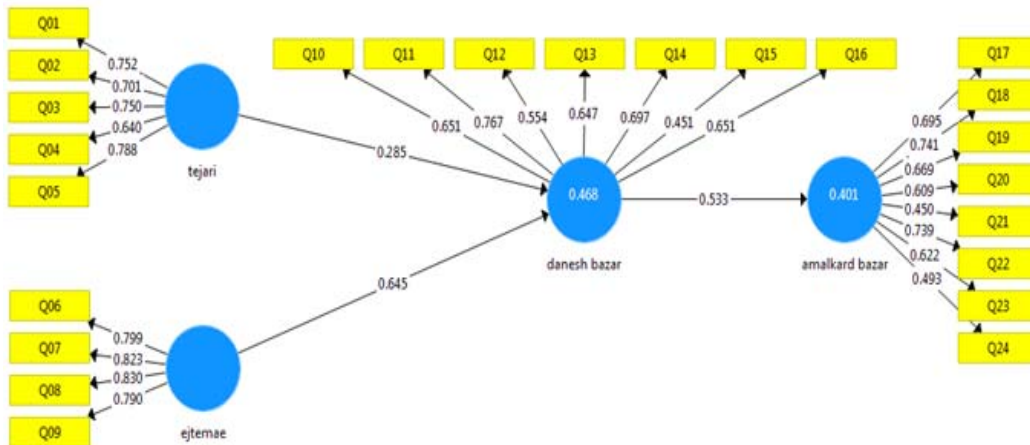 Q01
Q02
Q03
Q04
Q05
0.752
0.701
0.750
0.640
0.788
tejari
0.285
Q06
Q07
Q08
Q09
0.799
0.823
0.830
0.790
ejtemae
0.645
Q10
Q11
Q12
Q13
Q14
Q15
Q16
0.651
0.767
0.554
0.647
0.697
0.451
0.651
0.468
danesh bazar
0.533
0.401
amalkard bazar
0.695
0.741
0.669
0.609
0.450
0.739
0.622
0.493
Q17
Q18
Q19
Q20
Q21
Q22
Q23
Q24